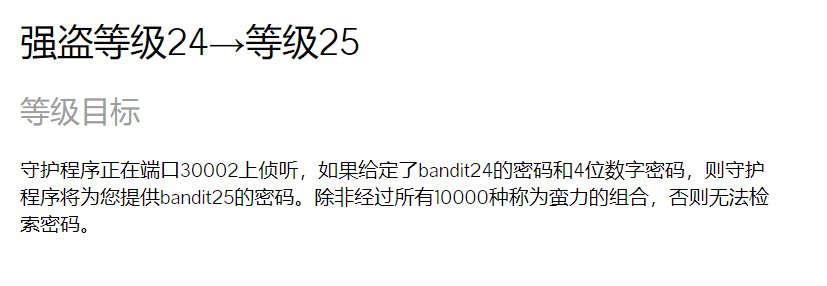 强盗等级24→等级25
等级目标
守护程序正在端口30002上侦听，如果给定了bandit24的密码和4位数字密码，则守护
程序将为您提供bandit25的密码。除非经过所有10000种称为蛮力的组合，否则无法检
索密码。